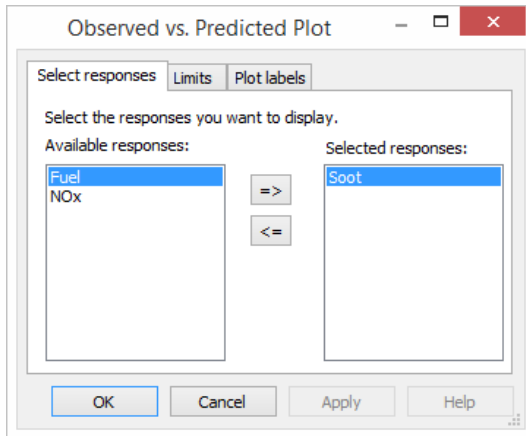 Observed vs. Predicted Plot
Select responses Limits Plot labels
Select the responses you want to display.
Available responses: Selected responses:
Fuel
NOx
=>
<=
Soot
OK Cancel Apply Help